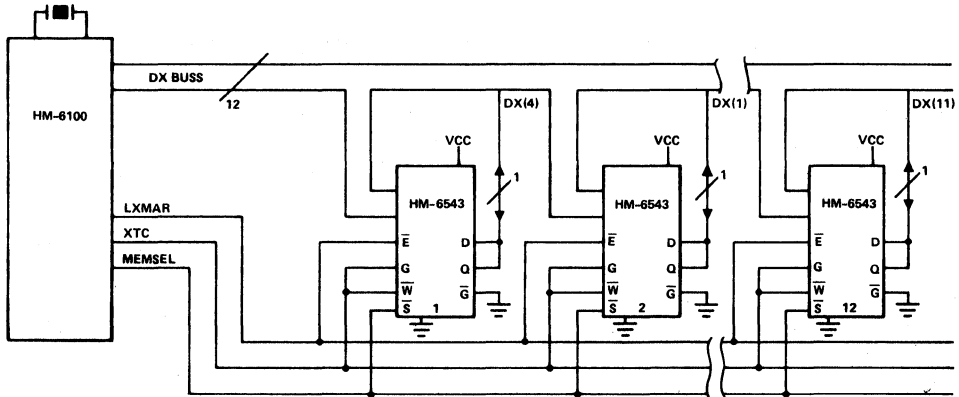 DX BUSS
12
HM-6100
LXMAR
XTC
MEMSEL
DX(4)
1
VCC
HM-6543
E̅
G
W̅
S̅
D
Q
G̅
1
DX(1)
1
VCC
HM-6543
E̅
G
W̅
S̅
D
Q
G̅
2
DX(11)
1
VCC
HM-6543
E̅
G
W̅
S̅
D
Q
G̅
12